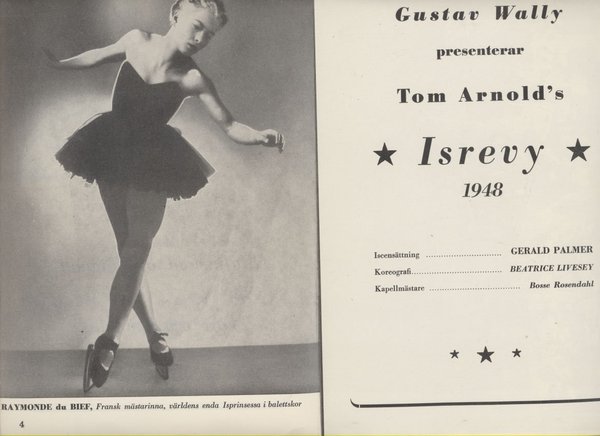 RAYMONDE du BIEF, Fransk mästarinna, världens enda Isprinsessa i balettskor
4
Gustav Wally
presenterar
Tom Arnold's
★ Isrevy ★
1948
Iscensättning ........................ GERALD PALMER
Koreografi............................ BEATRICE LIVESEY
Kapellmästare ........................ Bosse Rosendahl